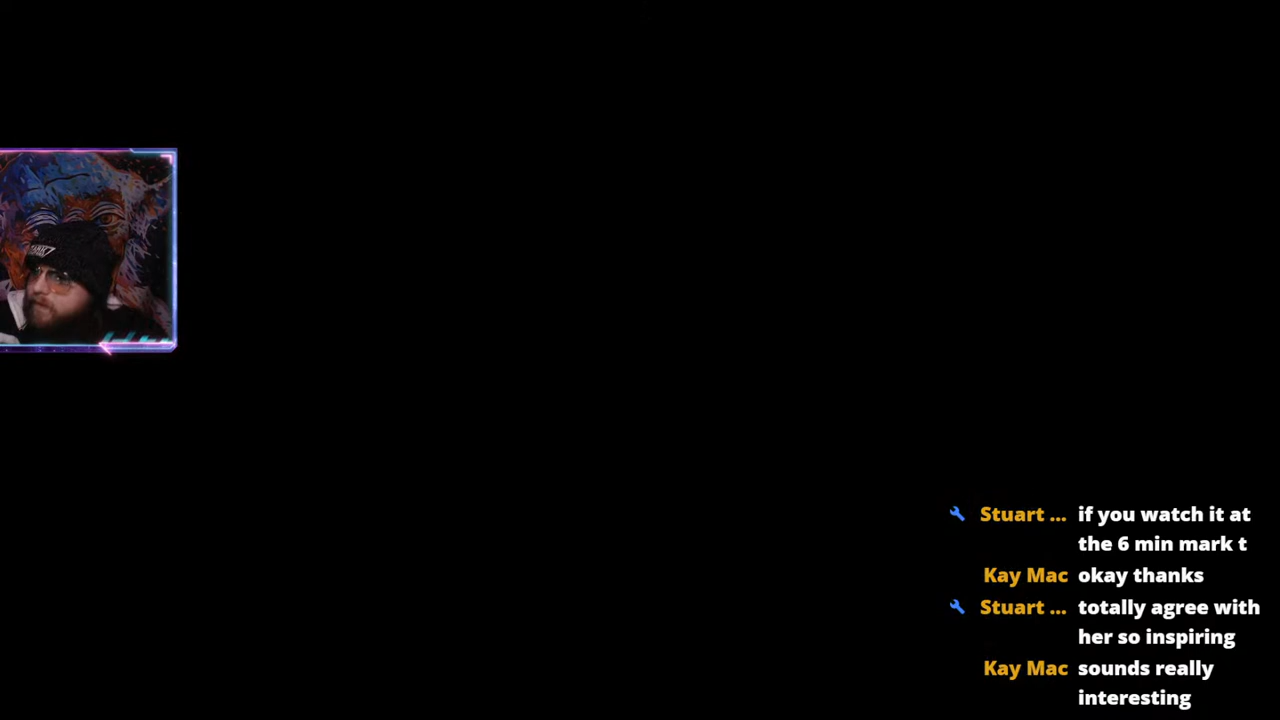 Stuart ... if you watch it at
the 6 min mark t
Kay Mac okay thanks
Stuart ... totally agree with
her so inspiring
Kay Mac sounds really
interesting